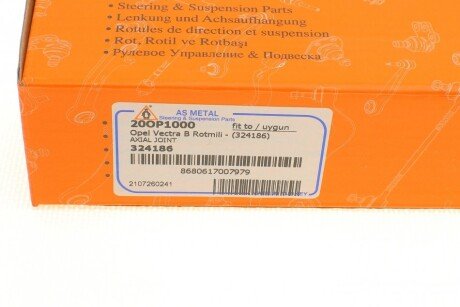 • Steering & Suspension Parts
• Lenkung und Achsaufhängung
• Rotules de direction et suspension
• Rot, Rotil ve Rotbaşı
• Рулевое Управление & Подвеска
AS METAL
Steering & Suspension Parts
20OP1000 fit to / uygun
Opel Vectra B Rotmili - (324186)
AXIAL JOINT
324186
8680617007979
2107260241